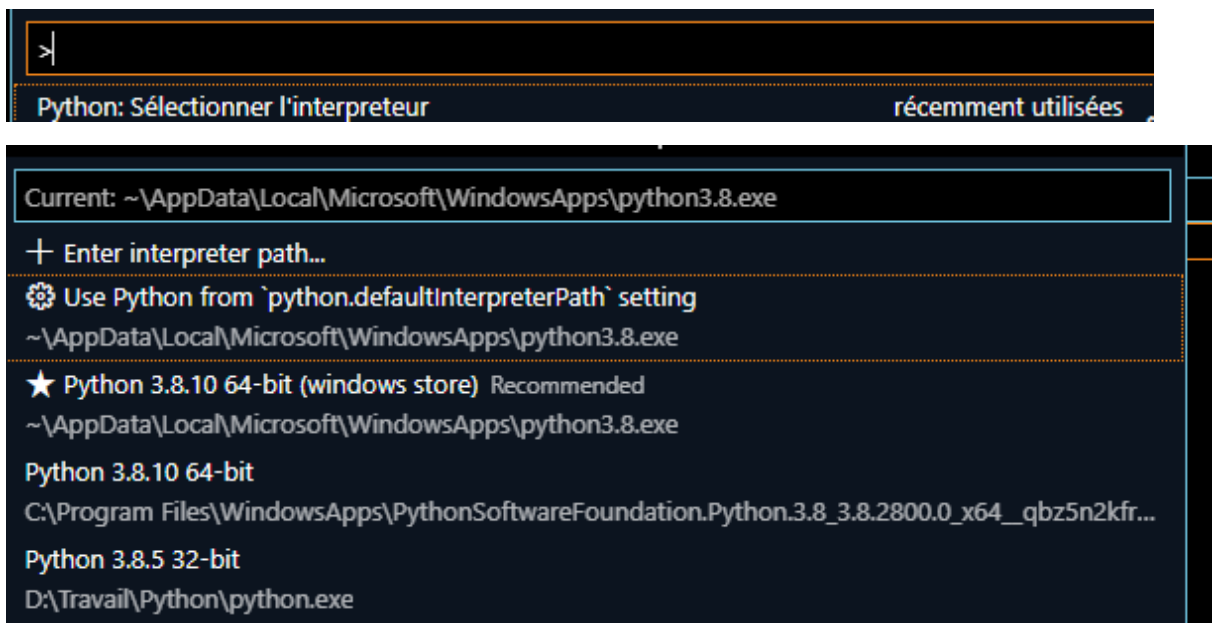 >
Python: Sélectionner l'interpreteur récemment utilisées
Current: ~\AppData\Local\Microsoft\WindowsApps\python3.8.exe
+ Enter interpreter path...
Use Python from `python.defaultInterpreterPath` setting
~\AppData\Local\Microsoft\WindowsApps\python3.8.exe
★ Python 3.8.10 64-bit (windows store) Recommended
~\AppData\Local\Microsoft\WindowsApps\python3.8.exe
Python 3.8.10 64-bit
C:\Program Files\WindowsApps\PythonSoftwareFoundation.Python.3.8_3.8.2800.0_x64__qbz5n2kfr...
Python 3.8.5 32-bit
D:\Travail\Python\python.exe